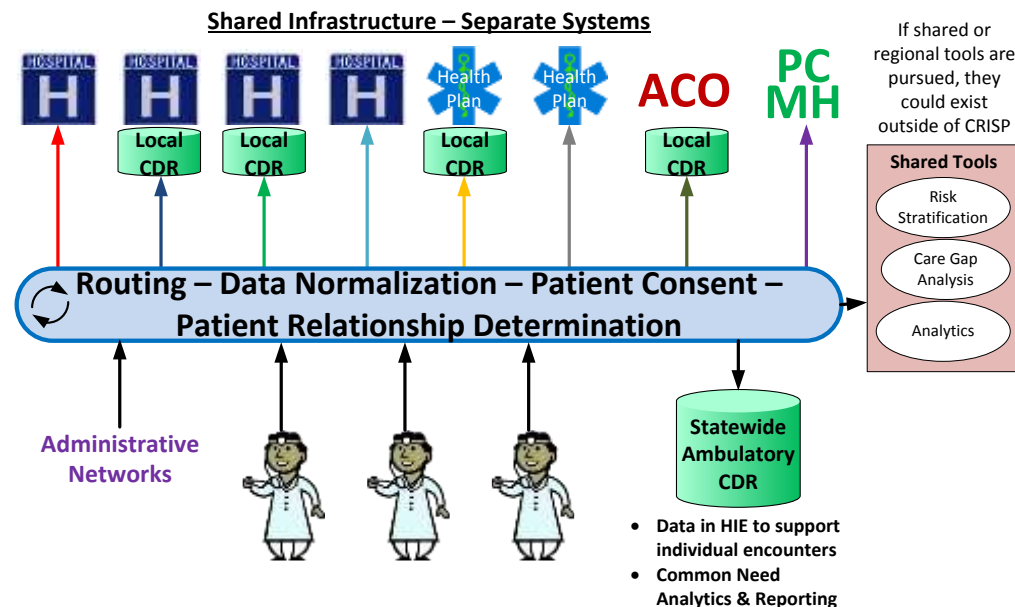 Shared Infrastructure – Separate Systems
HOSPITAL
H
HOSPITAL
H
HOSPITAL
H
HOSPITAL
H
Health
Plan
Health
Plan
ACO
PC
MH
If shared or
regional tools are
pursued, they
could exist
outside of CRISP
Local
CDR
Local
CDR
Local
CDR
Local
CDR
Shared Tools
Risk
Stratification
Care Gap
Analysis
Analytics
Routing – Data Normalization – Patient Consent –
Patient Relationship Determination
Administrative
Networks
Statewide
Ambulatory
CDR
• Data in HIE to support
individual encounters
• Common Need
Analytics & Reporting